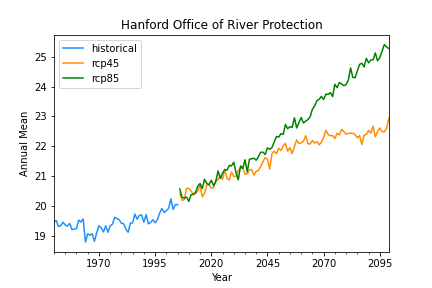 Hanford Office of River Protection
historical
rcp45
rcp85
Annual Mean
25
24
23
22
21
20
19
1970
1995
2020
2045
2070
2095
Year